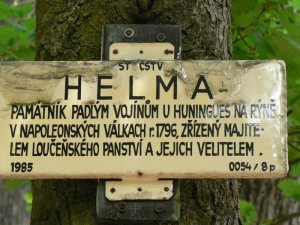 ST ČSTV
HELMA
PAMÁTNÍK PADLÝM VOJÍNŮM U HUNINGUES NA RÝNĚ
V NAPOLEONSKÝCH VÁLKÁCH r.1796, ZŘÍZENÝ MAJITE-
LEM LOUČEŇSKÉHO PANSTVÍ A JEJICH VELITELEM .
1985 0054/8p